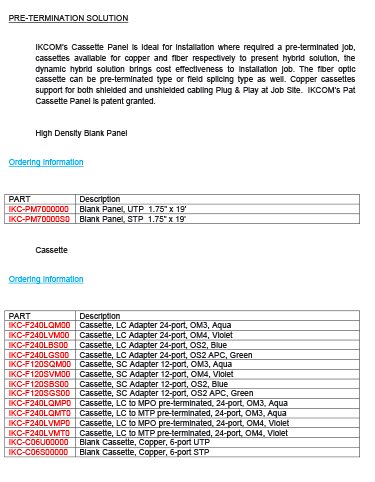 PRE-TERMINATION SOLUTION
IKCOM's Cassette Panel is ideal for installation where required a pre-terminated job,
cassettes available for copper and fiber respectively to present hybrid solution, the
dynamic hybrid solution brings cost effectiveness to installation job. The fiber optic
cassette can be pre-terminated type or field splicing type as well. Copper cassettes
support for both shielded and unshielded cabling Plug & Play at Job Site.  IKCOM's Pat
Cassette Panel is patent granted.
High Density Blank Panel
Ordering Information
PART Description
IKC-PM7000000 Blank Panel, UTP  1.75" x 19'
IKC-PM70000S0 Blank Panel, STP  1.75" x 19'
Cassette
Ordering Information
PART Description
IKC-F240LQM00 Cassette, LC Adapter 24-port, OM3, Aqua
IKC-F240LVM00 Cassette, LC Adapter 24-port, OM4, Violet
IKC-F240LBS00 Cassette, LC Adapter 24-port, OS2, Blue
IKC-F240LGS00 Cassette, LC Adapter 24-port, OS2 APC, Green
IKC-F120SQM00 Cassette, SC Adapter 12-port, OM3, Aqua
IKC-F120SVM00 Cassette, SC Adapter 12-port, OM4, Violet
IKC-F120SBS00 Cassette, SC Adapter 12-port, OS2, Blue
IKC-F120SGS00 Cassette, SC Adapter 12-port, OS2 APC, Green
IKC-F240LQMP0 Cassette, LC to MPO pre-terminated, 24-port, OM3, Aqua
IKC-F240LQMT0 Cassette, LC to MTP pre-terminated, 24-port, OM3, Aqua
IKC-F240LVMP0 Cassette, LC to MPO pre-terminated, 24-port, OM4, Violet
IKC-F240LVMT0 Cassette, LC to MTP pre-terminated, 24-port, OM4, Violet
IKC-C06U00000 Blank Cassette, Copper, 6-port UTP
IKC-C06S00000 Blank Cassette, Copper, 6-port STP